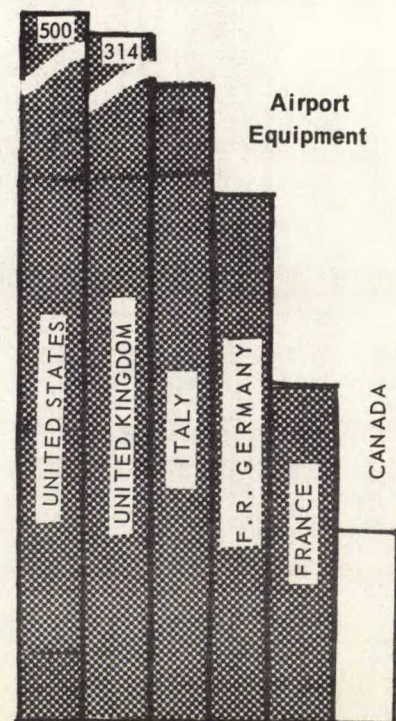 500
314
Airport
Equipment
UNITED STATES
UNITED KINGDOM
ITALY
F.R. GERMANY
FRANCE
CANADA